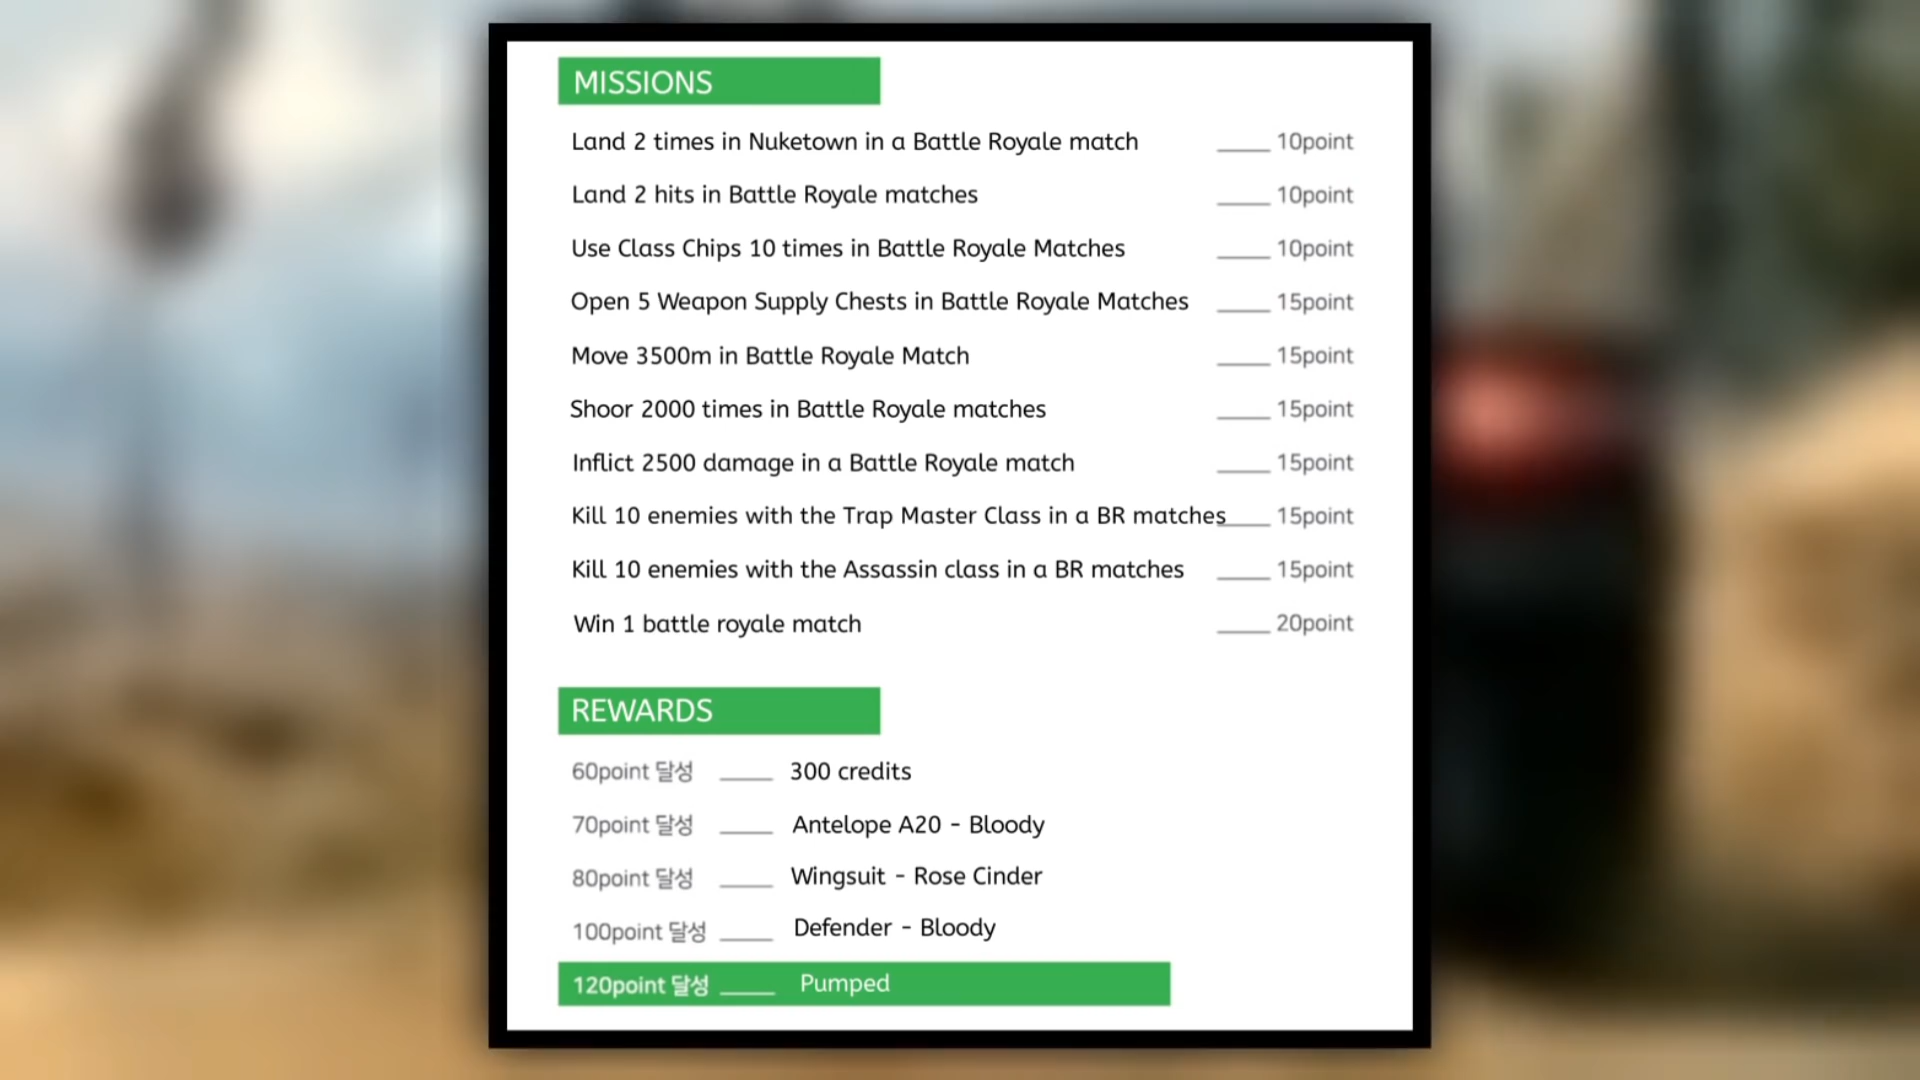 MISSIONS
Land 2 times in Nuketown in a Battle Royale match ____ 10point
Land 2 hits in Battle Royale matches ____ 10point
Use Class Chips 10 times in Battle Royale Matches ____ 10point
Open 5 Weapon Supply Chests in Battle Royale Matches ____ 15point
Move 3500m in Battle Royale Match ____ 15point
Shoor 2000 times in Battle Royale matches ____ 15point
Inflict 2500 damage in a Battle Royale match ____ 15point
Kill 10 enemies with the Trap Master Class in a BR matches ____ 15point
Kill 10 enemies with the Assassin class in a BR matches ____ 15point
Win 1 battle royale match ____ 20point
REWARDS
60point 달성 ____ 300 credits
70point 달성 ____ Antelope A20 - Bloody
80point 달성 ____ Wingsuit - Rose Cinder
100point 달성 ____ Defender - Bloody
120point 달성 ____ Pumped